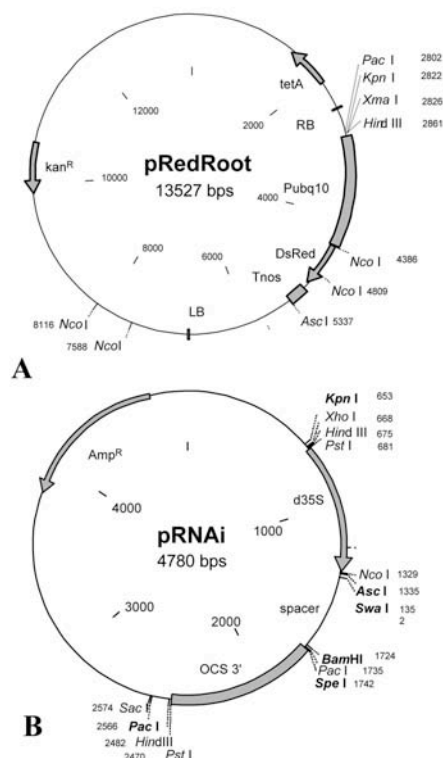 I
tetA
2000
RB
Pac I 2802
Kpn I 2822
Xma I 2826
Hind III 2861
12000
kanR
10000
pRedRoot
13527 bps
Pubq10
4000
8000
6000
DsRed
Tnos
Nco I 4386
Nco I 4809
Asc I 5337
LB
8116 Nco I
7588 Nco I
A
I
AmpR
4000
Kpn I 653
Xho I 668
Hind III 675
Pst I 681
d35S
1000
pRNAi
4780 bps
3000
2000
spacer
Nco I 1329
Asc I 1335
Swa I 135
2
BamHI 1724
Pac I 1735
Spe I 1742
OCS 3'
2574 Sac I
2566 Pac I
2482 HindIII
2470 Pst I
B